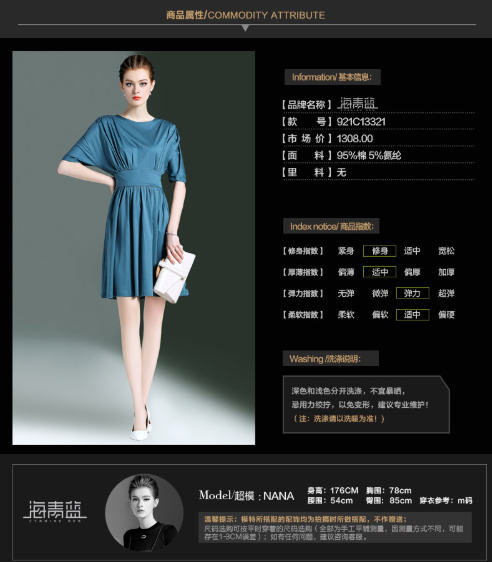 商品属性/COMMODITY ATTRIBUTE
Information/ 基本信息:
【品牌名称】海青蓝
【款 号】921C13321
【市 场 价】1308.00
【面 料】95%棉 5%氨纶
【里 料】无
Index notice/ 商品指数:
【修身指数】 紧身 修身 适中 宽松
【厚薄指数】 偏薄 适中 偏厚 加厚
【弹力指数】 无弹 微弹 弹力 超弹
【柔软指数】 柔软 偏软 适中 偏硬
Washing /洗涤说明:
深色和浅色分开洗涤，不宜暴晒，
忌用力绞拧，以免变形，建议专业维护！
（注：洗涤请以洗唛为准！）
海青蓝
Model/超模 : NANA
身高：176CM 胸围：78cm
腰围：54cm 臀围：85cm 穿衣参考：m码
温馨提示：模特所搭配的配饰均为拍摄时所做搭配，不作赠送；
尺码选购可按平时穿着的尺码选购（全部为手工平铺测量，因测量方式不同，可能
存在1-3CM误差）；如有任何问题，建议咨询客服。